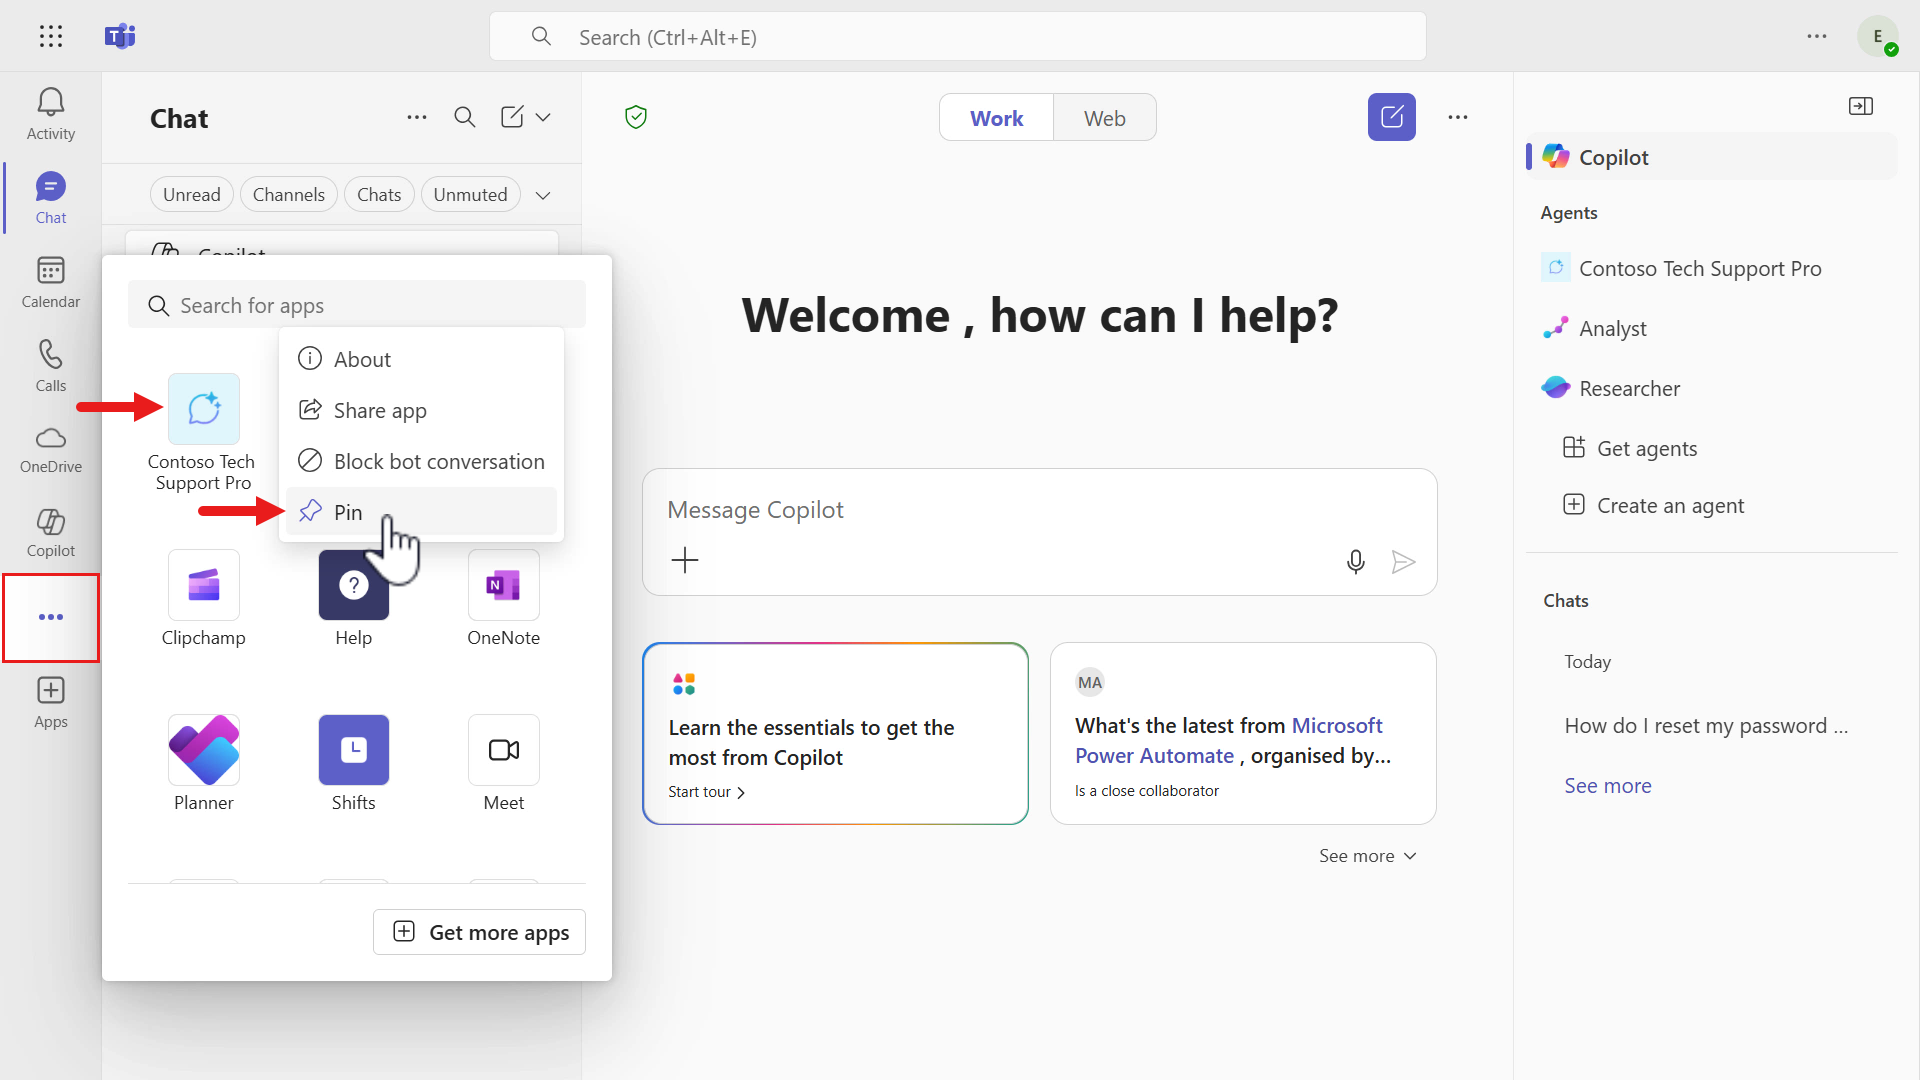 Search (Ctrl+Alt+E)
E
Activity
Chat
Calendar
Calls
OneDrive
Copilot
Apps
Chat
Unread
Channels
Chats
Unmuted
Copilot
Search for apps
About
Share app
Block bot conversation
Pin
Contoso Tech
Support Pro
Clipchamp
Help
OneNote
Planner
Shifts
Meet
Get more apps
Work
Web
Welcome , how can I help?
Message Copilot
Learn the essentials to get the
most from Copilot
Start tour
MA
What's the latest from Microsoft
Power Automate , organised by...
Is a close collaborator
See more
Copilot
Agents
Contoso Tech Support Pro
Analyst
Researcher
Get agents
Create an agent
Chats
Today
How do I reset my password ...
See more